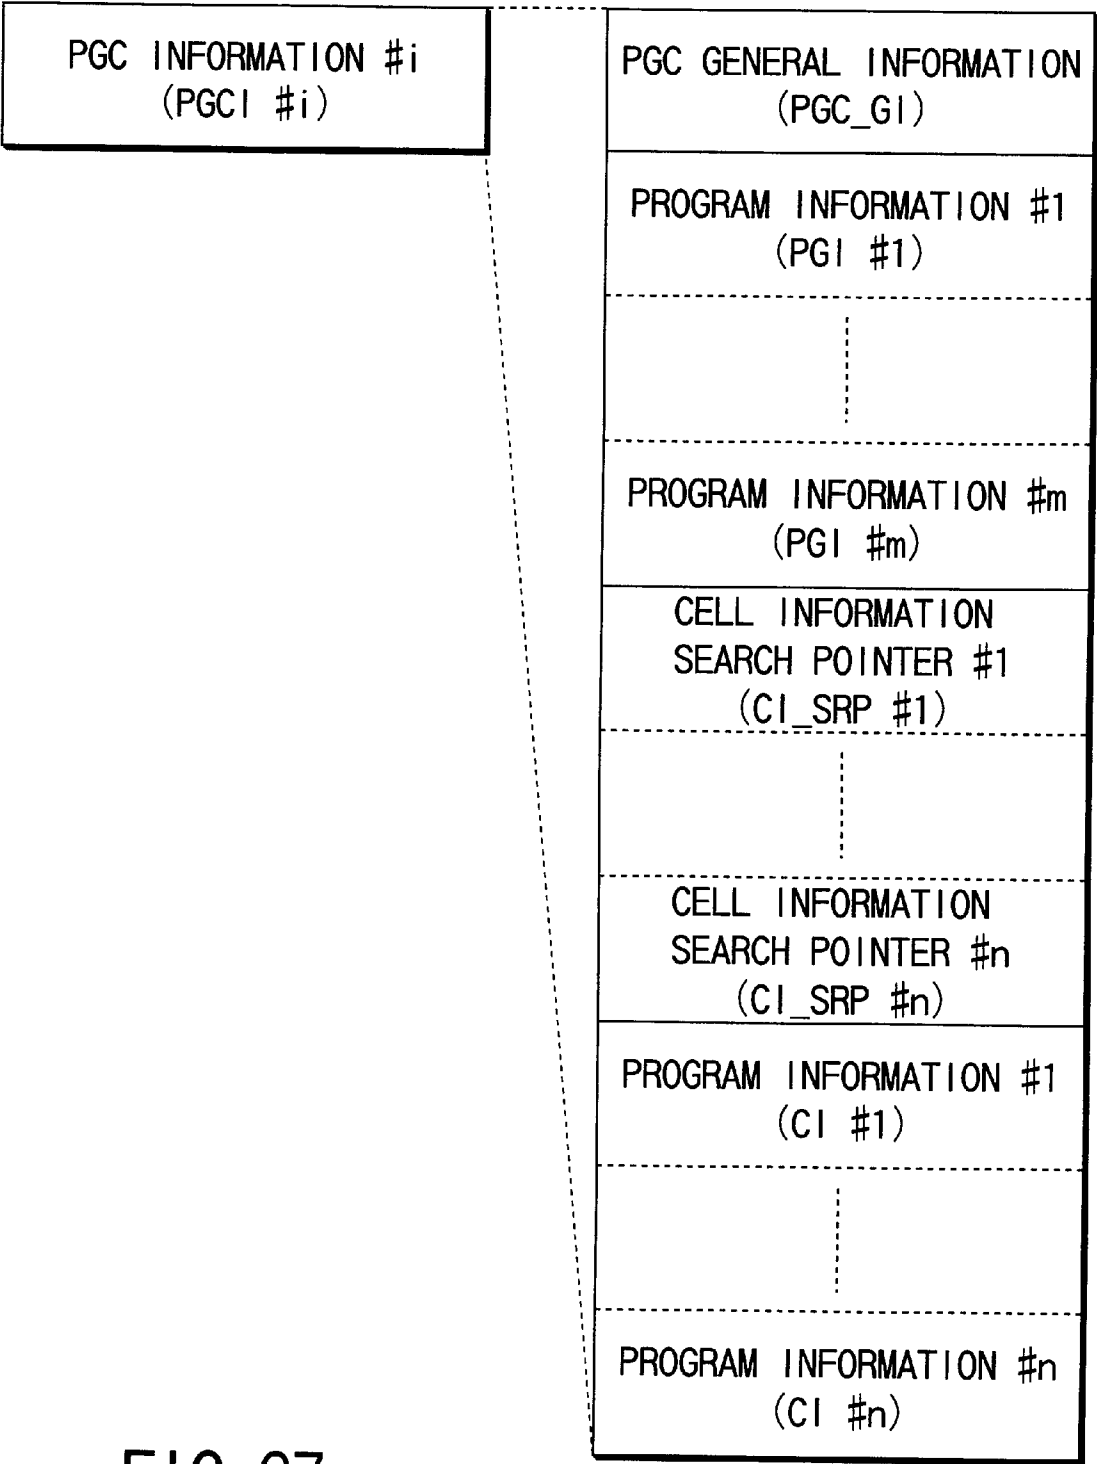 PGC INFORMATION #i
(PGCI #i)
PGC GENERAL INFORMATION
(PGC_GI)
PROGRAM INFORMATION #1
(PGI #1)
PROGRAM INFORMATION #m
(PGI #m)
CELL INFORMATION
SEARCH POINTER #1
(CI_SRP #1)
CELL INFORMATION
SEARCH POINTER #n
(CI_SRP #n)
PROGRAM INFORMATION #1
(CI #1)
PROGRAM INFORMATION #n
(CI #n)